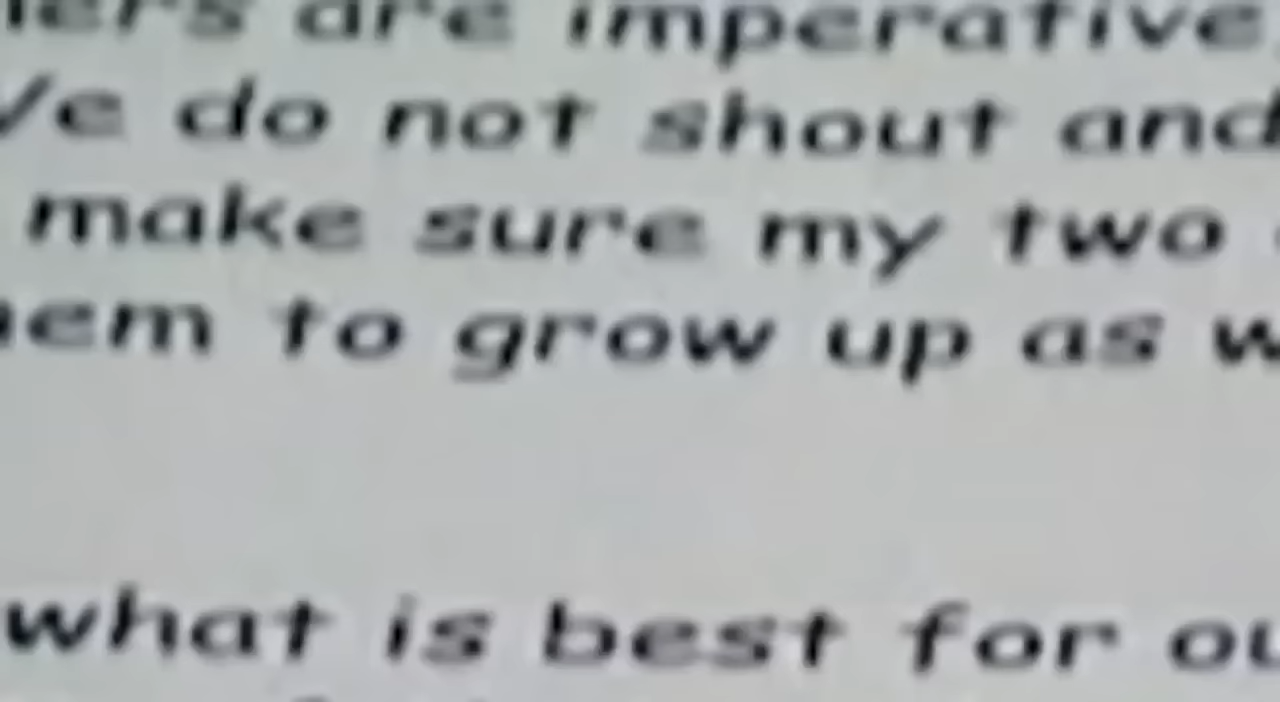 are imperative
do not shout and
make sure my two
to grow up as
what is best for